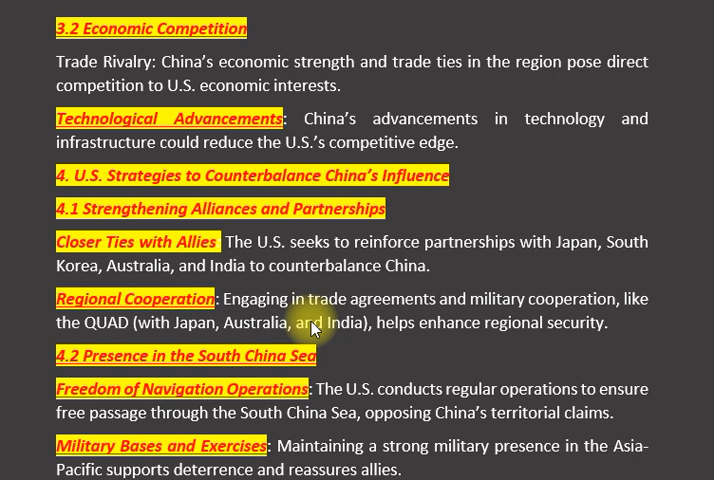 3.2 Economic Competition
Trade Rivalry: China's economic strength and trade ties in the region pose direct
competition to U.S. economic interests.
Technological Advancements: China's advancements in technology and
infrastructure could reduce the U.S.'s competitive edge.
4. U.S. Strategies to Counterbalance China's Influence
4.1 Strengthening Alliances and Partnerships
Closer Ties with Allies The U.S. seeks to reinforce partnerships with Japan, South
Korea, Australia, and India to counterbalance China.
Regional Cooperation: Engaging in trade agreements and military cooperation, like
the QUAD (with Japan, Australia, and India), helps enhance regional security.
4.2 Presence in the South China Sea
Freedom of Navigation Operations: The U.S. conducts regular operations to ensure
free passage through the South China Sea, opposing China's territorial claims.
Military Bases and Exercises: Maintaining a strong military presence in the Asia-
Pacific supports deterrence and reassures allies.